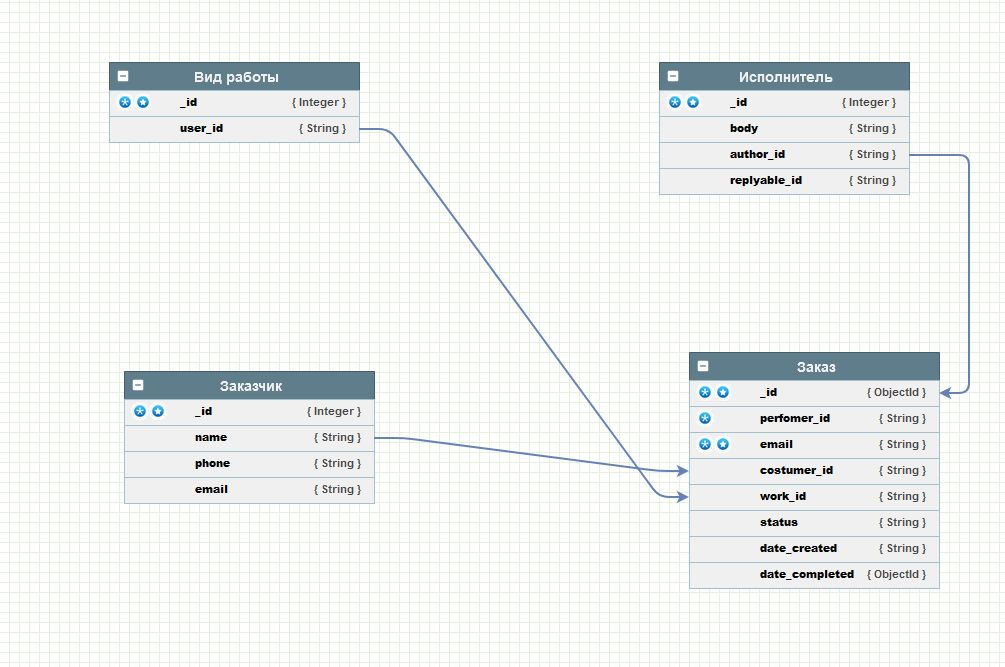 Вид работы
_id { Integer }
user_id { String }
Исполнитель
_id { Integer }
body { String }
author_id { String }
replyable_id { String }
Заказчик
_id { Integer }
name { String }
phone { String }
email { String }
Заказ
_id { ObjectId }
perfomer_id { String }
email { String }
costumer_id { String }
work_id { String }
status { String }
date_created { String }
date_completed { ObjectId }